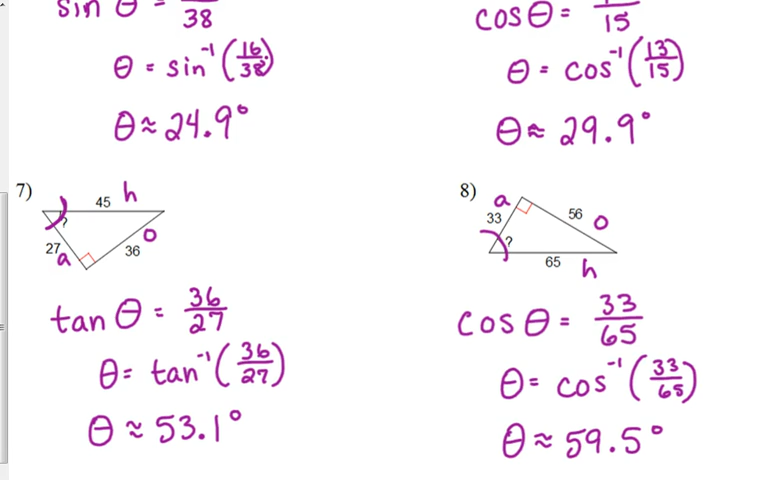 sin θ = 38
θ = sin⁻¹(16/38)
θ ≈ 24.9°
cos θ = 15
θ = cos⁻¹(13/15)
θ ≈ 29.9°
7)
45 h
?
27 a
36 o
tan θ = 36/27
θ = tan⁻¹(36/27)
θ ≈ 53.1°
8)
a
33
56 o
?
65 h
cos θ = 33/65
θ = cos⁻¹(33/65)
θ ≈ 59.5°